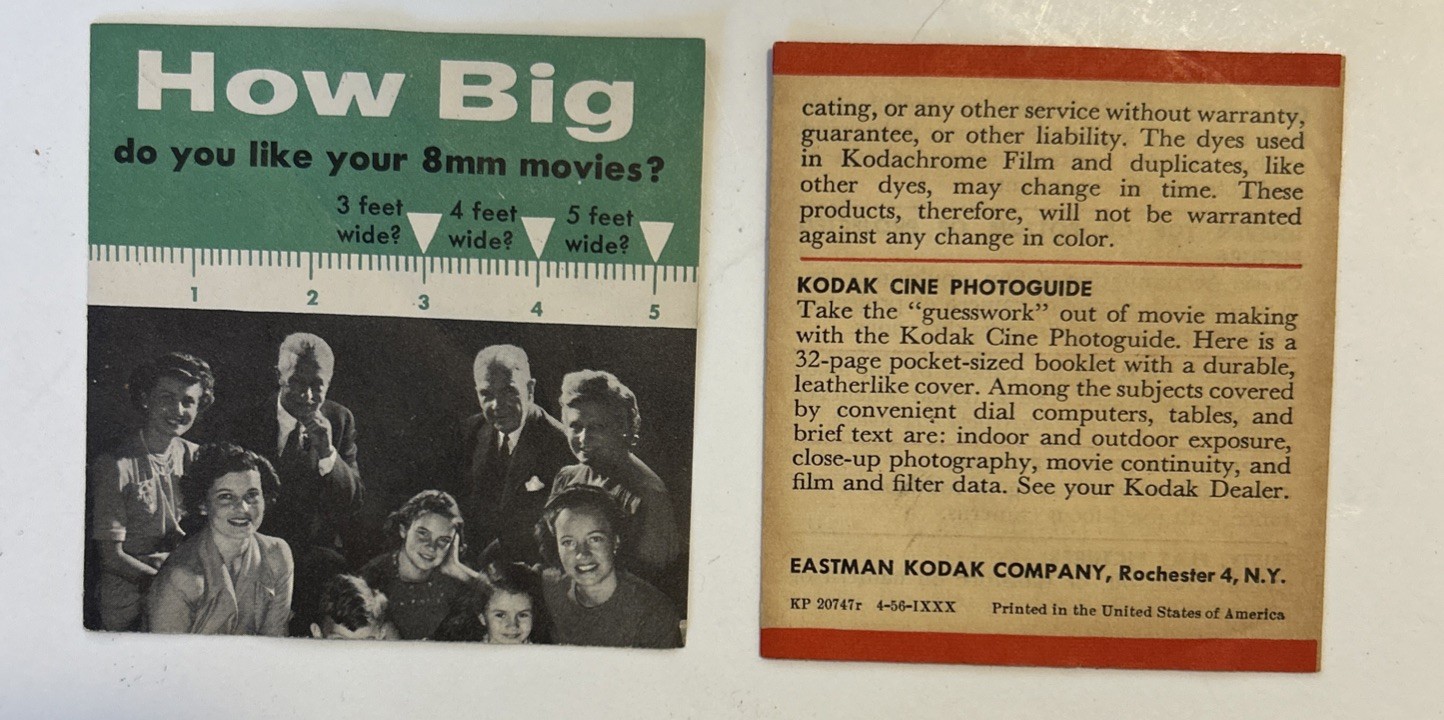 How Big
do you like your 8mm movies?
3 feet wide?
4 feet wide?
5 feet wide?
1 2 3 4 5
cating, or any other service without warranty,
guarantee, or other liability. The dyes used
in Kodachrome Film and duplicates, like
other dyes, may change in time. These
products, therefore, will not be warranted
against any change in color.
KODAK CINE PHOTOGUIDE
Take the “guesswork” out of movie making
with the Kodak Cine Photoguide. Here is a
32-page pocket-sized booklet with a durable,
leatherlike cover. Among the subjects covered
by convenient dial computers, tables, and
brief text are: indoor and outdoor exposure,
close-up photography, movie continuity, and
film and filter data. See your Kodak Dealer.
EASTMAN KODAK COMPANY, Rochester 4, N.Y.
KP 20747r 4-56-IXXX Printed in the United States of America